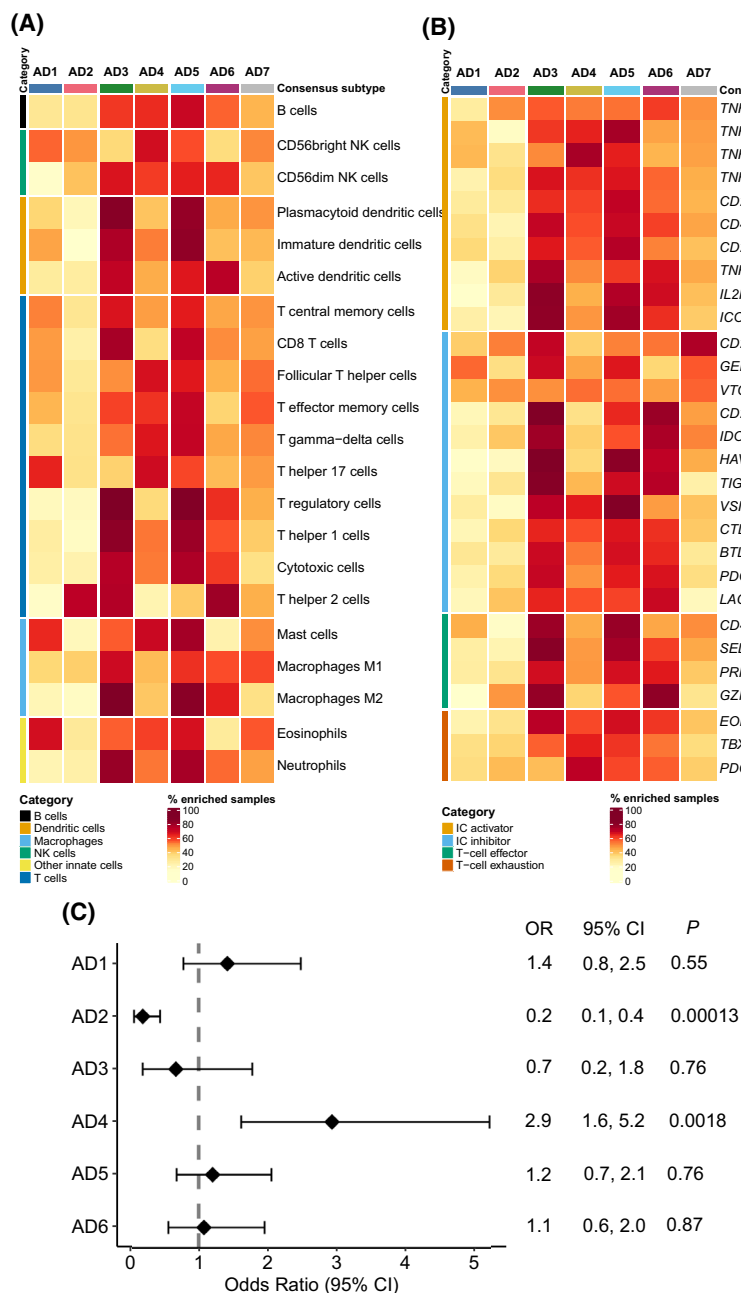 (A)
Category AD1 AD2 AD3 AD4 AD5 AD6 AD7
Consensus subtype
B cells
CD56bright NK cells
CD56dim NK cells
Plasmacytoid dendritic cells
Immature dendritic cells
Active dendritic cells
T central memory cells
CD8 T cells
Follicular T helper cells
T effector memory cells
T gamma−delta cells
T helper 17 cells
T regulatory cells
T helper 1 cells
Cytotoxic cells
T helper 2 cells
Mast cells
Macrophages M1
Macrophages M2
Eosinophils
Neutrophils
Category
B cells
Dendritic cells
Macrophages
NK cells
Other innate cells
T cells
% enriched samples
100
80
60
40
20
0
(B)
Category AD1 AD2 AD3 AD4 AD5 AD6 AD7
Category
IC activator
IC inhibitor
T−cell effector
T−cell exhaustion
% enriched samples
100
80
60
40
20
0
(C)
OR 95% CI P
AD1 1.4 0.8, 2.5 0.55
AD2 0.2 0.1, 0.4 0.00013
AD3 0.7 0.2, 1.8 0.76
AD4 2.9 1.6, 5.2 0.0018
AD5 1.2 0.7, 2.1 0.76
AD6 1.1 0.6, 2.0 0.87
0 1 2 3 4 5
Odds Ratio (95% CI)